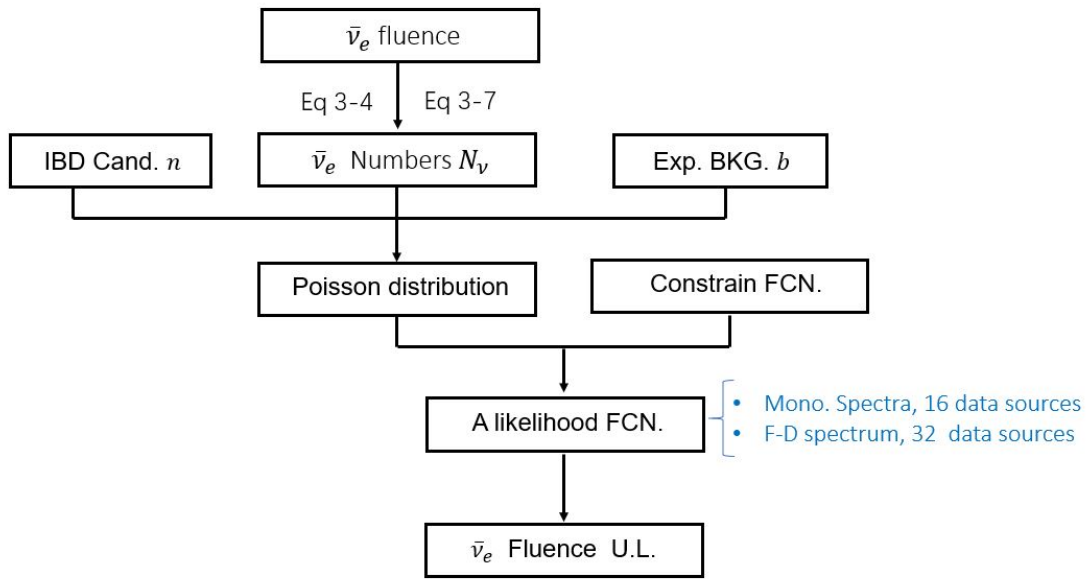 ν̄ₑ fluence
Eq 3-4 Eq 3-7
IBD Cand. n
ν̄ₑ Numbers Nᵥ
Exp. BKG. b
Poisson distribution
Constrain FCN.
A likelihood FCN.
• Mono. Spectra, 16 data sources
• F-D spectrum, 32 data sources
ν̄ₑ Fluence U.L.